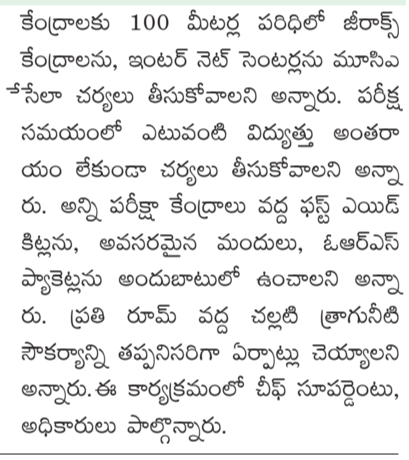 కేంద్రాలకు 100 మీటర్ల పరిధిలో జీరాక్స్
కేంద్రాలను, ఇంటర్ నెట్ సెంటర్లను మూసివ
ేసేలా చర్యలు తీసుకోవాలని అన్నారు. పరీక్ష
సమయంలో ఎటువంటి విద్యుత్తు అంతరా
యం లేకుండా చర్యలు తీసుకోవాలని అన్నా
రు. అన్ని పరీక్షా కేంద్రాలు వద్ద ఫస్ట్ ఎయిడ్
కిట్లను, అవసరమైన మందులు, ఓఆర్ఎస్
ప్యాకెట్లను అందుబాటులో ఉంచాలని అన్నా
రు. ప్రతి రూమ్ వద్ద చల్లటి త్రాగునీటి
సౌకర్యాన్ని తప్పనిసరిగా ఏర్పాట్లు చెయ్యాలని
అన్నారు.ఈ కార్యక్రమంలో చీఫ్ సూపర్డెంటు,
అధికారులు పాల్గొన్నారు.